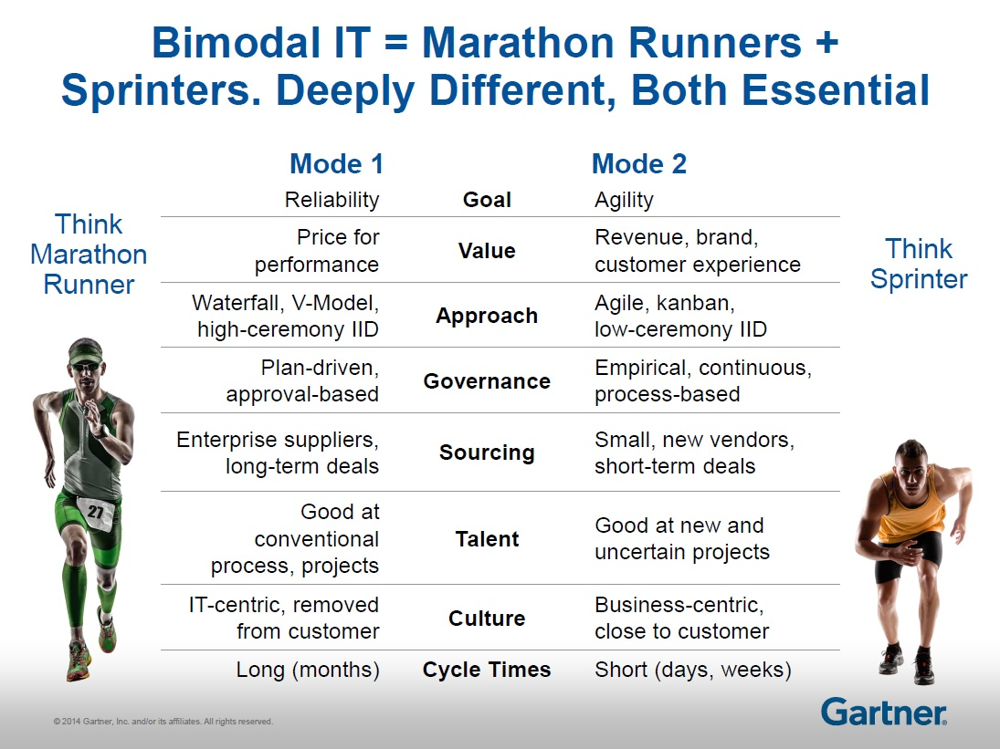 Bimodal IT = Marathon Runners +
Sprinters. Deeply Different, Both Essential
Mode 1
Mode 2
Reliability Goal Agility
Think
Marathon
Runner
Think
Sprinter
Price for
performance
Value
Revenue, brand,
customer experience
Waterfall, V-Model,
high-ceremony IID
Approach
Agile, kanban,
low-ceremony IID
Plan-driven,
approval-based
Governance
Empirical, continuous,
process-based
Enterprise suppliers,
long-term deals
Sourcing
Small, new vendors,
short-term deals
Good at
conventional
process, projects
Talent
Good at new and
uncertain projects
IT-centric, removed
from customer
Culture
Business-centric,
close to customer
Long (months) Cycle Times Short (days, weeks)
27
© 2014 Gartner, Inc. and/or its affiliates. All rights reserved.
Gartner®